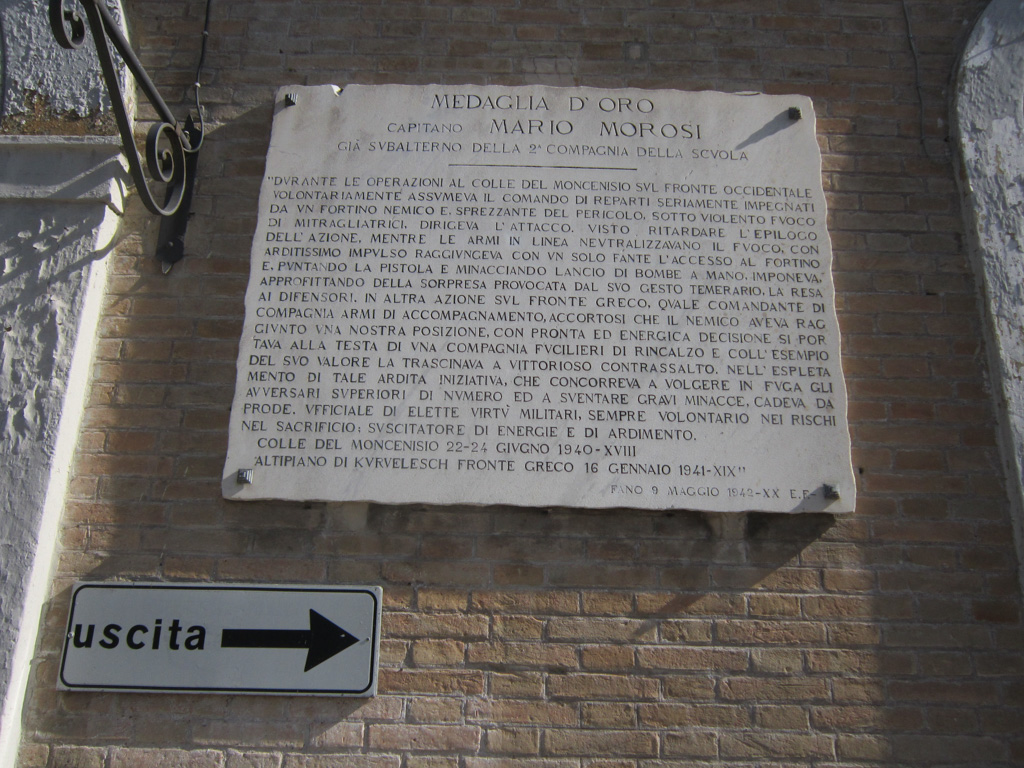 MEDAGLIA D'ORO
CAPITANO MARIO MOROSI
GIÀ SVBALTERNO DELLA 2ª COMPAGNIA DELLA SCVOLA
"DVRANTE LE OPERAZIONI AL COLLE DEL MONCENISIO SVL FRONTE OCCIDENTALE
VOLONTARIAMENTE ASSVMEVA IL COMANDO DI REPARTI SERIAMENTE IMPEGNATI
DA VN FORTINO NEMICO E, SPREZZANTE DEL PERICOLO, SOTTO VIOLENTO FVOCO
DI MITRAGLIATRICI, DIRIGEVA L'ATTACCO. VISTO RITARDARE L'EPILOGO
DELL'AZIONE, MENTRE LE ARMI IN LINEA NEVTRALIZZAVANO IL FVOCO, CON
ARDITISSIMO IMPVLSO RAGGIVNGEVA CON VN SOLO FANTE L'ACCESSO AL FORTINO
E, PVNTANDO LA PISTOLA E MINACCIANDO LANCIO DI BOMBE A MANO, IMPONEVA,
APPROFITTANDO DELLA SORPRESA PROVOCATA DAL SVO GESTO TEMERARIO, LA RESA
AI DIFENSORI. IN ALTRA AZIONE SVL FRONTE GRECO, QVALE COMANDANTE DI
COMPAGNIA ARMI DI ACCOMPAGNAMENTO, ACCORTOSI CHE IL NEMICO AVEVA RAG
GIVNTO VNA NOSTRA POSIZIONE, CON PRONTA ED ENERGICA DECISIONE SI POR
TAVA ALLA TESTA DI VNA COMPAGNIA FVCILIERI DI RINCALZO E COLL'ESEMPIO
DEL SVO VALORE LA TRASCINAVA A VITTORIOSO CONTRASSALTO. NELL'ESPLETA
MENTO DI TALE ARDITA INIZIATIVA, CHE CONCORREVA A VOLGERE IN FVGA GLI
AVVERSARI SVPERIORI DI NVMERO ED A SVENTARE GRAVI MINACCE, CADEVA DA
PRODE. VFFICIALE DI ELETTE VIRTV' MILITARI, SEMPRE VOLONTARIO NEI RISCHI
NEL SACRIFICIO; SVSCITATORE DI ENERGIE E DI ARDIMENTO.
COLLE DEL MONCENISIO 22-24 GIVGNO 1940-XVIII
ALTIPIANO DI KVRVELESCH FRONTE GRECO 16 GENNAIO 1941-XIX"
FANO 9 MAGGIO 1942-XX E.F.
uscita